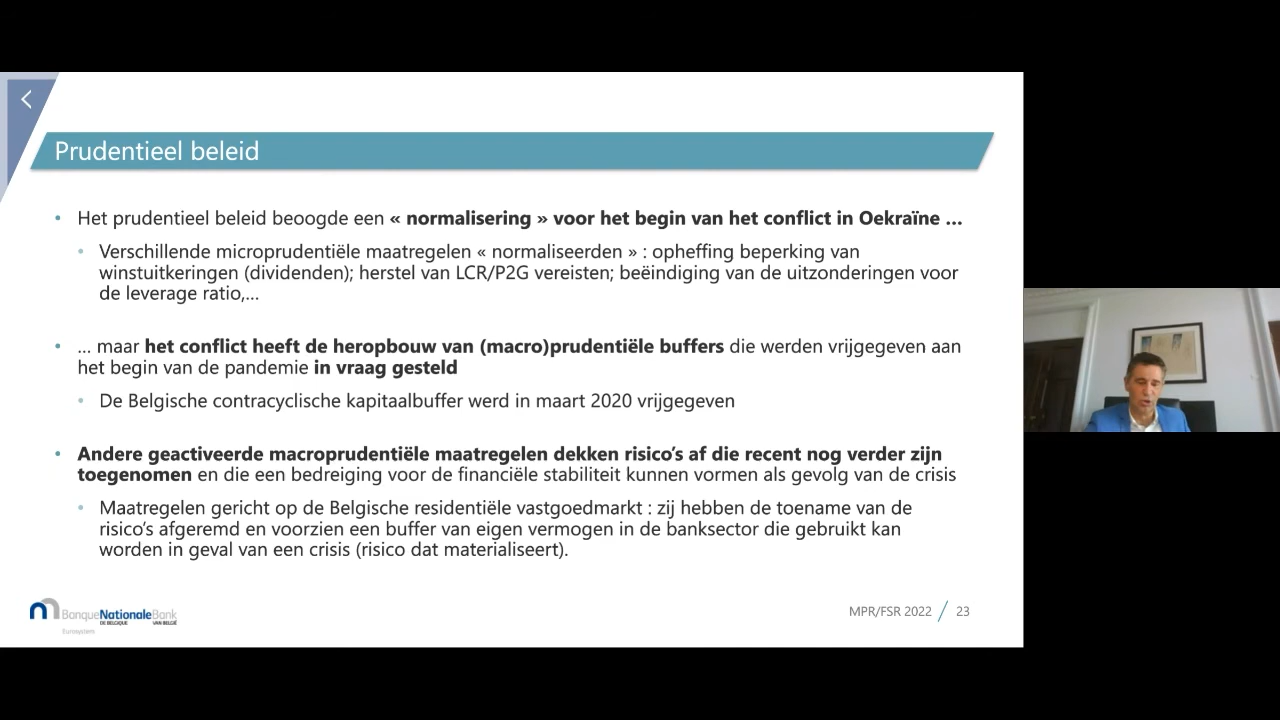 Prudentieel beleid
• Het prudentieel beleid beoogde een « normalisering » voor het begin van het conflict in Oekraïne …
• Verschillende microprudentiële maatregelen « normaliseerden » : opheffing beperking van
winstuitkeringen (dividenden); herstel van LCR/P2G vereisten; beëindiging van de uitzonderingen voor
de leverage ratio,…
• … maar het conflict heeft de heropbouw van (macro)prudentiële buffers die werden vrijgegeven aan
het begin van de pandemie in vraag gesteld
• De Belgische contracyclische kapitaalbuffer werd in maart 2020 vrijgegeven
• Andere geactiveerde macroprudentiële maatregelen dekken risico’s af die recent nog verder zijn
toegenomen en die een bedreiging voor de financiële stabiliteit kunnen vormen als gevolg van de crisis
• Maatregelen gericht op de Belgische residentiële vastgoedmarkt : zij hebben de toename van de
risico’s afgeremd en voorzien een buffer van eigen vermogen in de banksector die gebruikt kan
worden in geval van een crisis (risico dat materialiseert).
BanqueNationaleBank
DE BELGIQUE VAN BELGIË
Eurosystem
MPR/FSR 2022 / 23